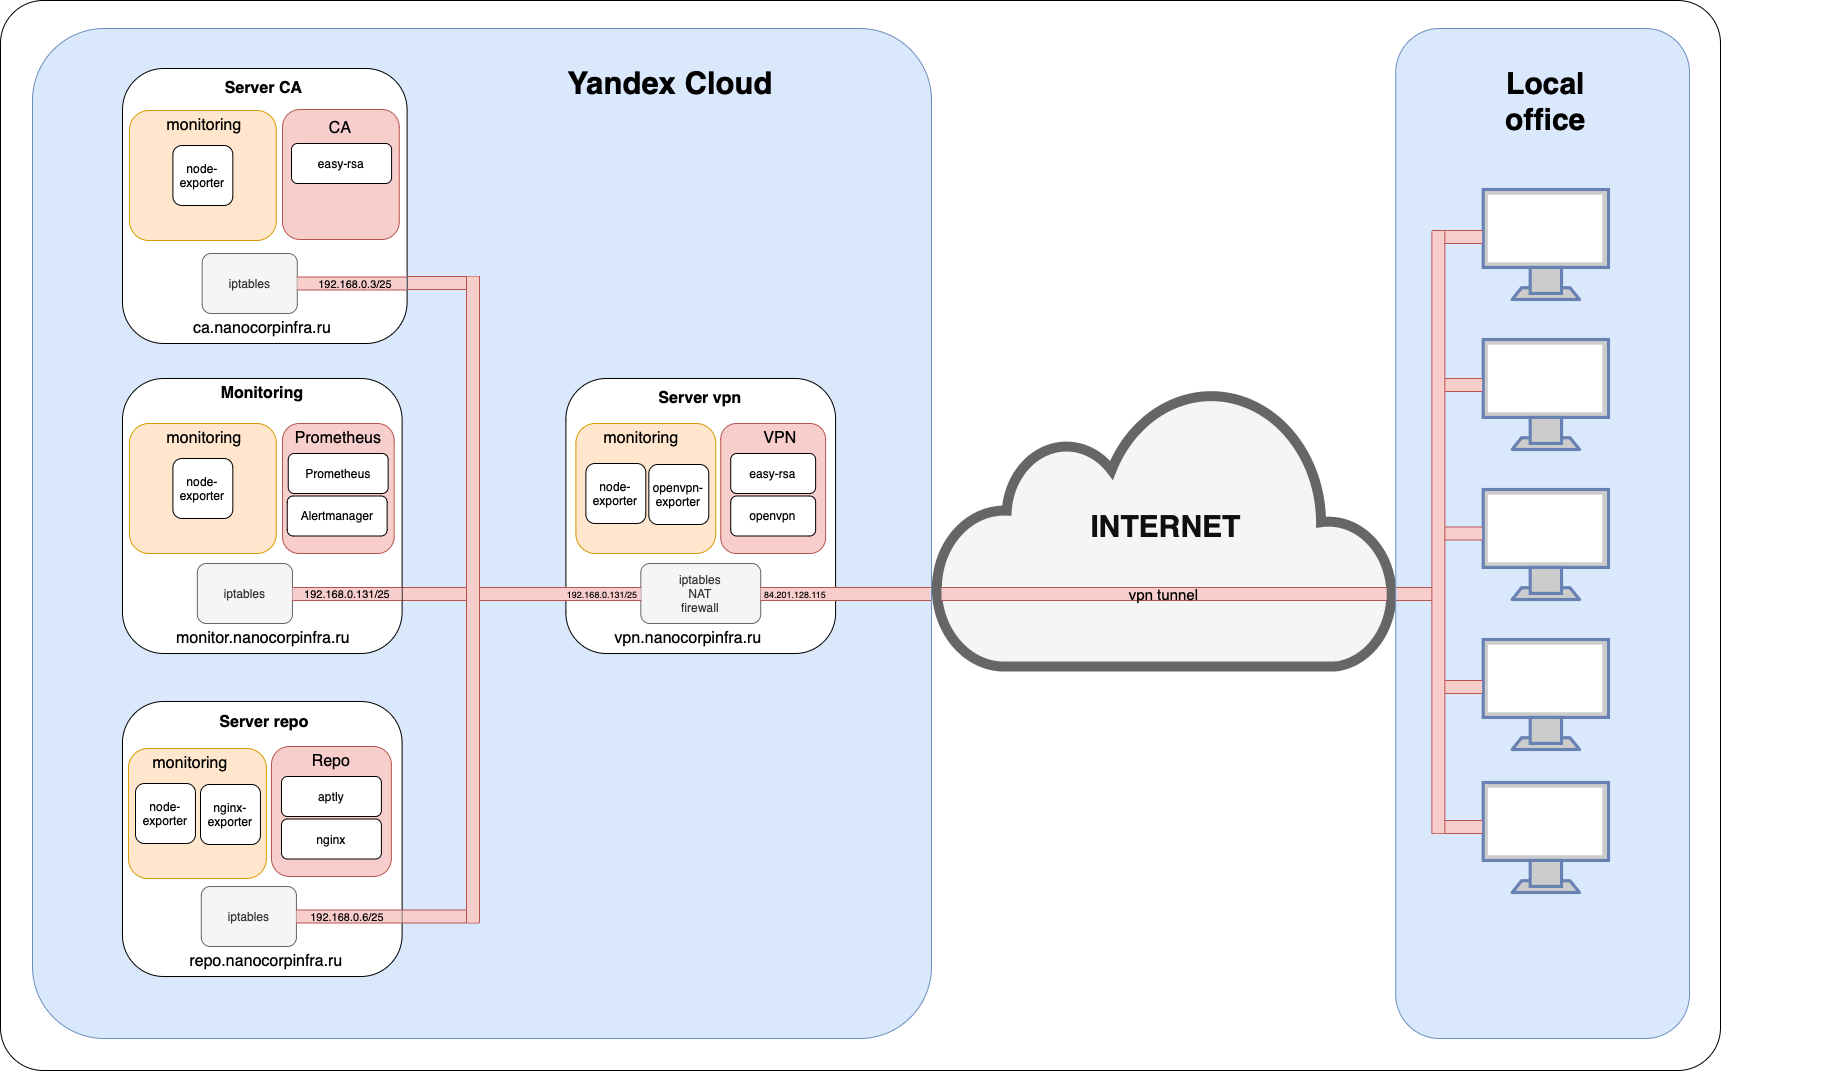 Yandex Cloud
Server CA
monitoring
node-
exporter
CA
easy-rsa
iptables
192.168.0.3/25
ca.nanocorpinfra.ru
Monitoring
monitoring
node-
exporter
Prometheus
Prometheus
Alertmanager
iptables
192.168.0.131/25
monitor.nanocorpinfra.ru
Server repo
monitoring
node-
exporter
nginx-
exporter
Repo
aptly
nginx
iptables
192.168.0.6/25
repo.nanocorpinfra.ru
Server vpn
monitoring
node-
exporter
openvpn-
exporter
VPN
easy-rsa
openvpn
192.168.0.131/25
iptables
NAT
firewall
84.201.128.115
vpn.nanocorpinfra.ru
INTERNET
vpn tunnel
Local
office